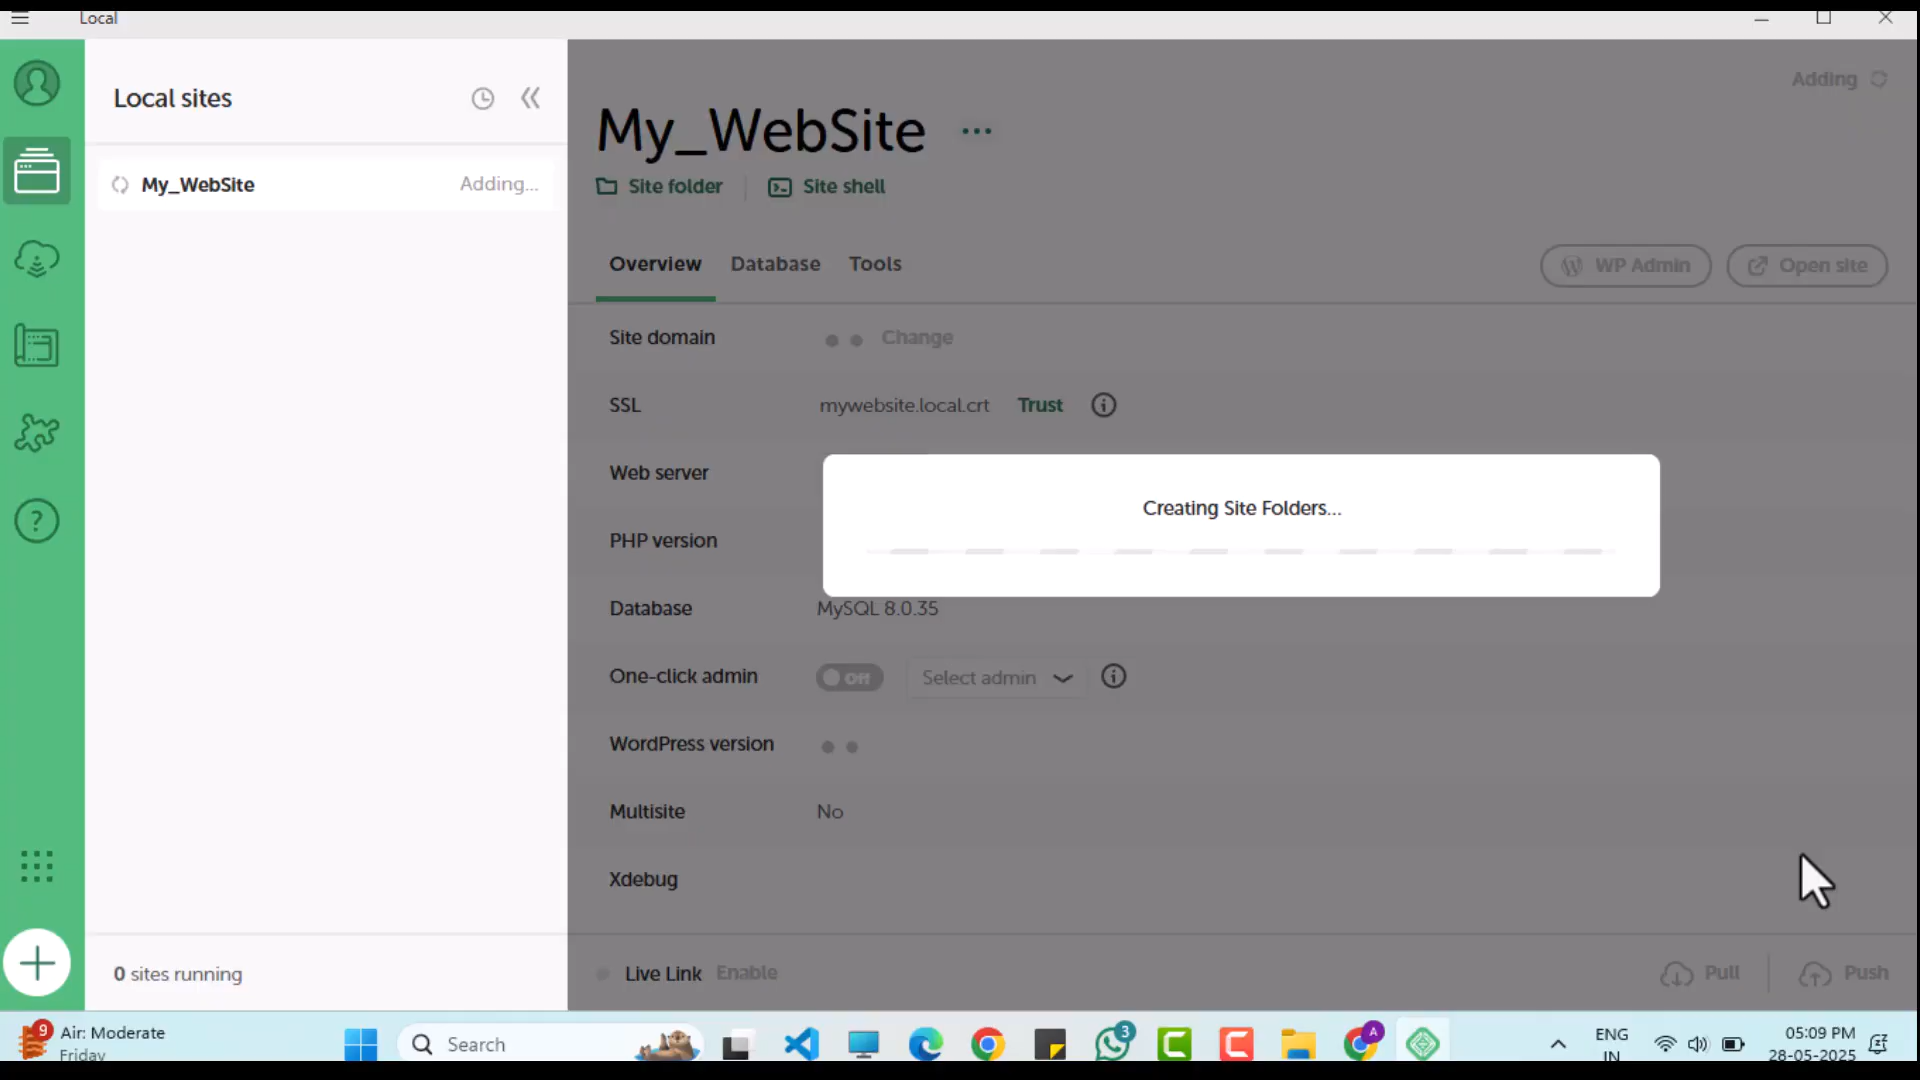 Local
Local sites
My_WebSite
Adding...
0 sites running
Adding
My_WebSite
Site folder
Site shell
Overview
Database
Tools
WP Admin
Open site
Site domain
Change
SSL
mywebsite.local.crt
Trust
Web server
Creating Site Folders...
PHP version
Database
MySQL 8.0.35
One-click admin
Off
Select admin
WordPress version
Multisite
No
Xdebug
Live Link
Enable
Pull
Push
9
Air: Moderate
Friday
Search
3
A
ENG
IN
05:09 PM
28-05-2025